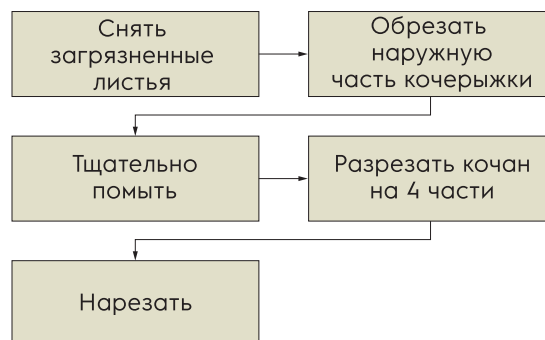 Снять
загрязненные
листья
Обрезать
наружную
часть кочерыжки
Тщательно
помыть
Разрезать кочан
на 4 части
Нарезать